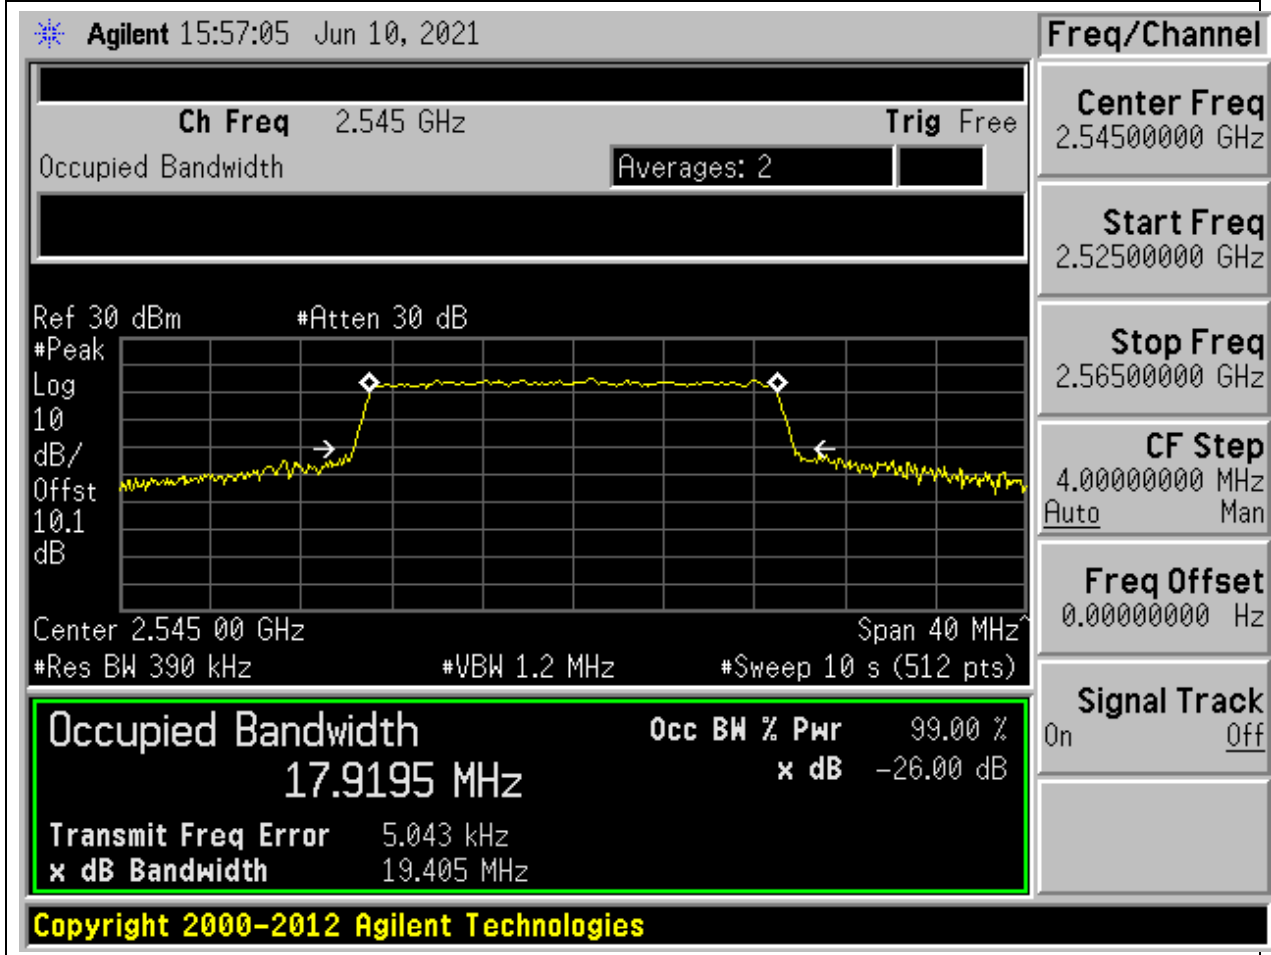 Agilent 15:57:05 Jun 10, 2021
Ch Freq 2.545 GHz Trig Free
Occupied Bandwidth Averages: 2
Ref 30 dBm #Atten 30 dB
#Peak
Log
10
dB/
Offst
10.1
dB
Center 2.545 00 GHz Span 40 MHz^
#Res BW 390 kHz #VBW 1.2 MHz #Sweep 10 s (512 pts)
Occupied Bandwidth Occ BW % Pwr 99.00 %
17.9195 MHz x dB -26.00 dB
Transmit Freq Error 5.043 kHz
x dB Bandwidth 19.405 MHz
Copyright 2000-2012 Agilent Technologies
Freq/Channel
Center Freq
2.54500000 GHz
Start Freq
2.52500000 GHz
Stop Freq
2.56500000 GHz
CF Step
4.00000000 MHz
Auto Man
Freq Offset
0.00000000 Hz
Signal Track
On Off